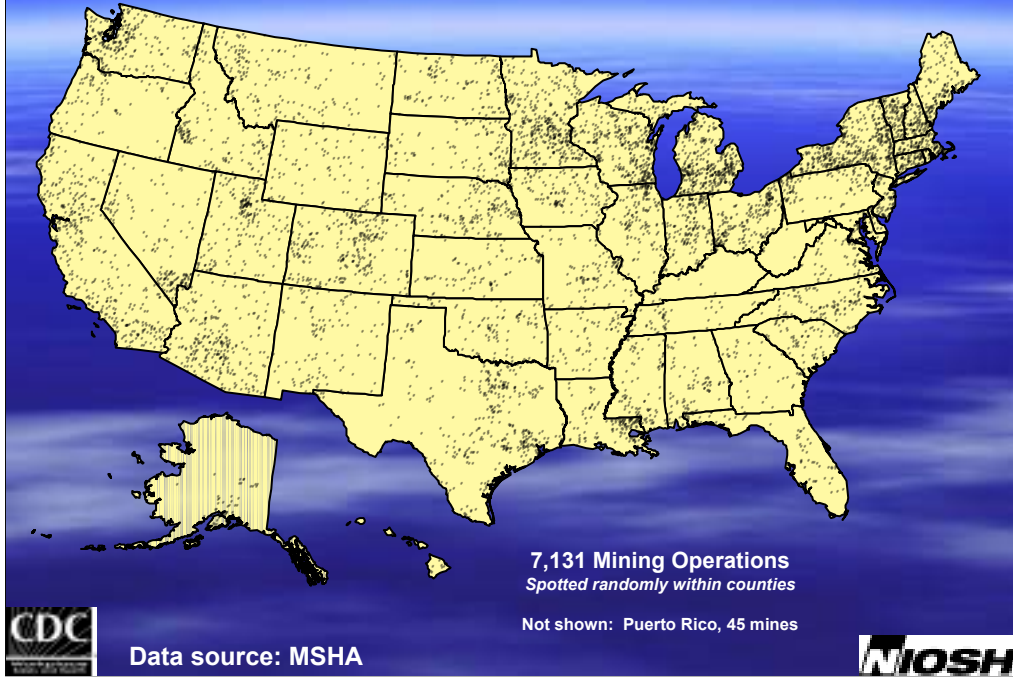 7,131 Mining Operations
Spotted randomly within counties
Not shown:  Puerto Rico, 45 mines
CDC
Data source: MSHA
NIOSH